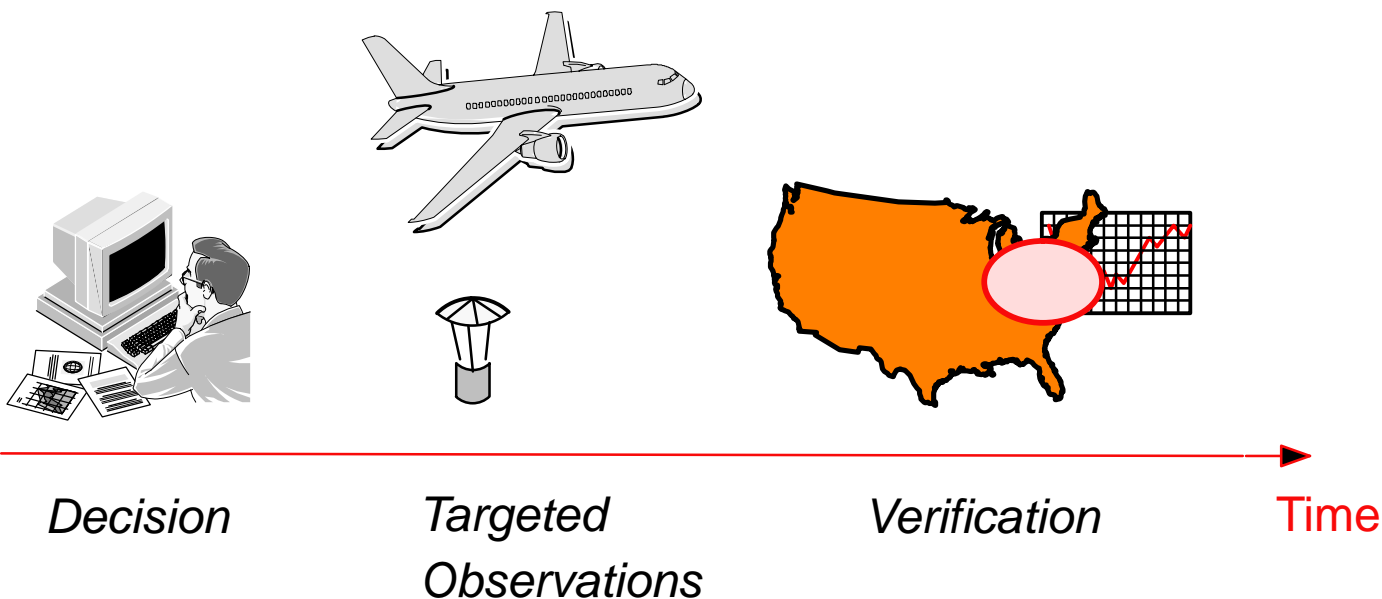 Decision
Targeted
Observations
Verification
Time